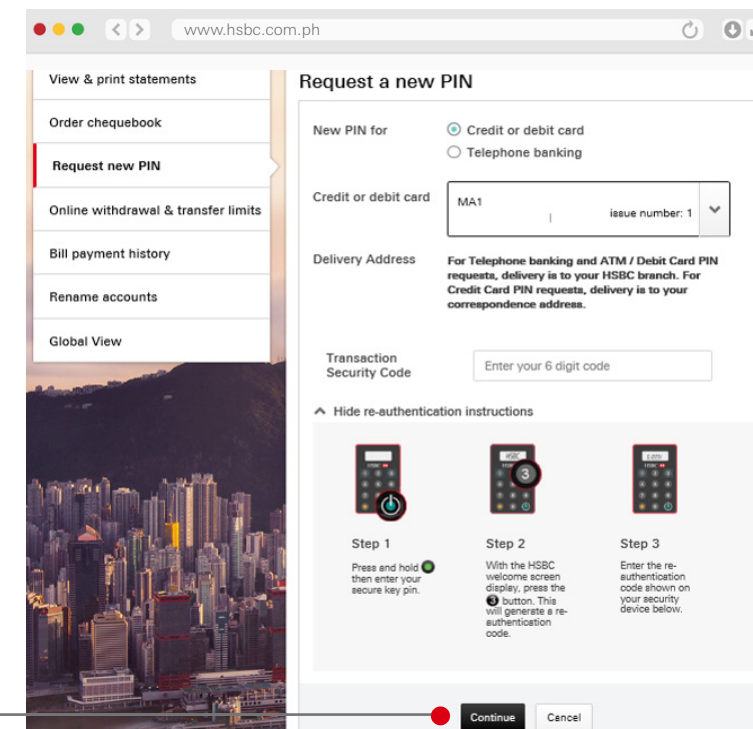 www.hsbc.com.ph
View & print statements
Order chequebook
Request new PIN
Online withdrawal & transfer limits
Bill payment history
Rename accounts
Global View
Request a new PIN
New PIN for
Credit or debit card
Telephone banking
Credit or debit card
MA1
issue number: 1
Delivery Address
For Telephone banking and ATM / Debit Card PIN
requests, delivery is to your HSBC branch. For
Credit Card PIN requests, delivery is to your
correspondence address.
Transaction
Security Code
Enter your 6 digit code
Hide re-authentication instructions
HSBC
HSBC
3
HSBC
Step 1
Press and hold
then enter your
secure key pin.
Step 2
With the HSBC
welcome screen
display, press the
3 button. This
will generate a re-
authentication
code.
Step 3
Enter the re-
authentication
code shown on
your security
device below.
Continue
Cancel